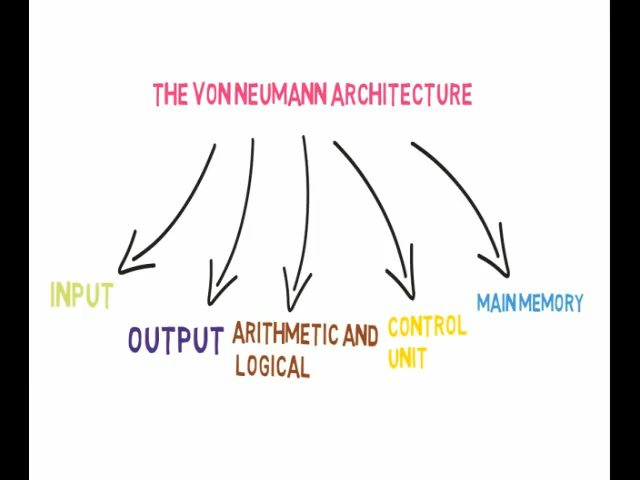 THE VON NEUMANN ARCHITECTURE
INPUT
OUTPUT
ARITHMETIC AND
LOGICAL
CONTROL
UNIT
MAIN MEMORY